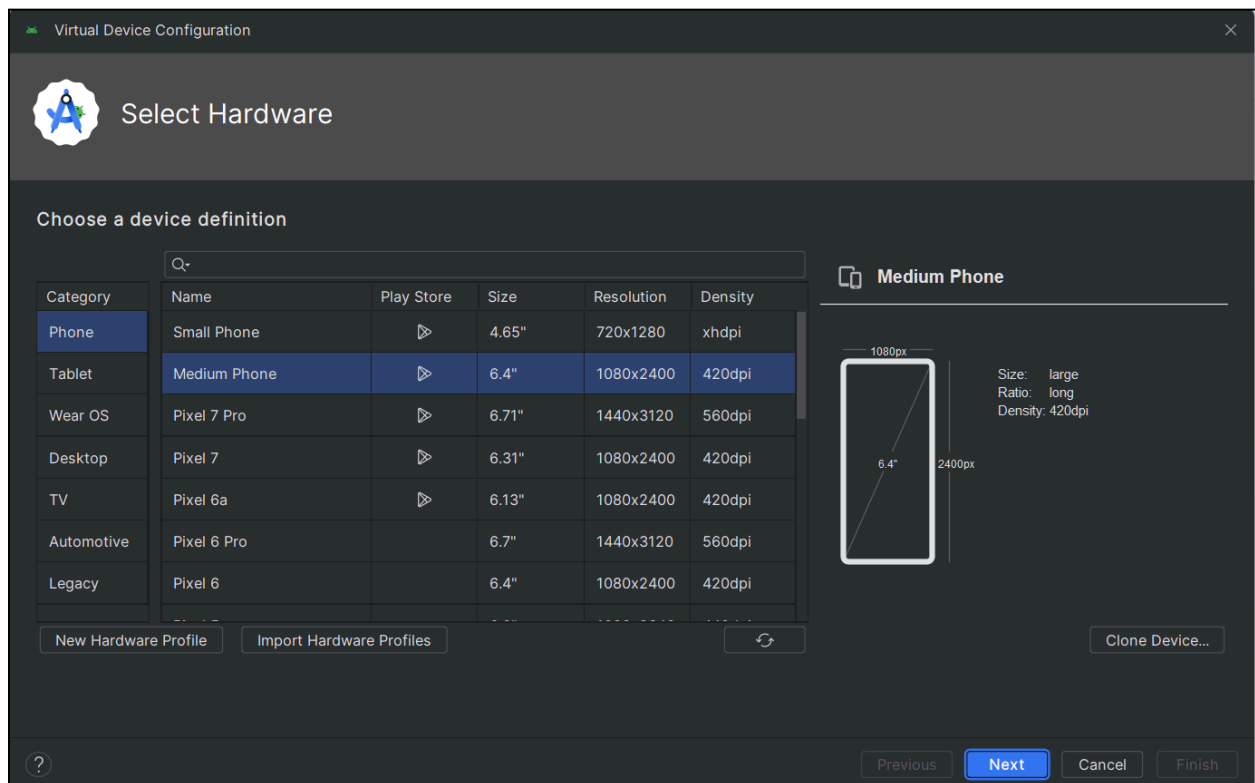 Virtual Device Configuration
Select Hardware
Choose a device definition
Category
Phone
Tablet
Wear OS
Desktop
TV
Automotive
Legacy
Name Play Store Size Resolution Density
Small Phone 4.65" 720x1280 xhdpi
Medium Phone 6.4" 1080x2400 420dpi
Pixel 7 Pro 6.71" 1440x3120 560dpi
Pixel 7 6.31" 1080x2400 420dpi
Pixel 6a 6.13" 1080x2400 420dpi
Pixel 6 Pro 6.7" 1440x3120 560dpi
Pixel 6 6.4" 1080x2400 420dpi
New Hardware Profile Import Hardware Profiles
Medium Phone
1080px
6.4"
2400px
Size: large
Ratio: long
Density: 420dpi
Clone Device...
?
Previous Next Cancel Finish